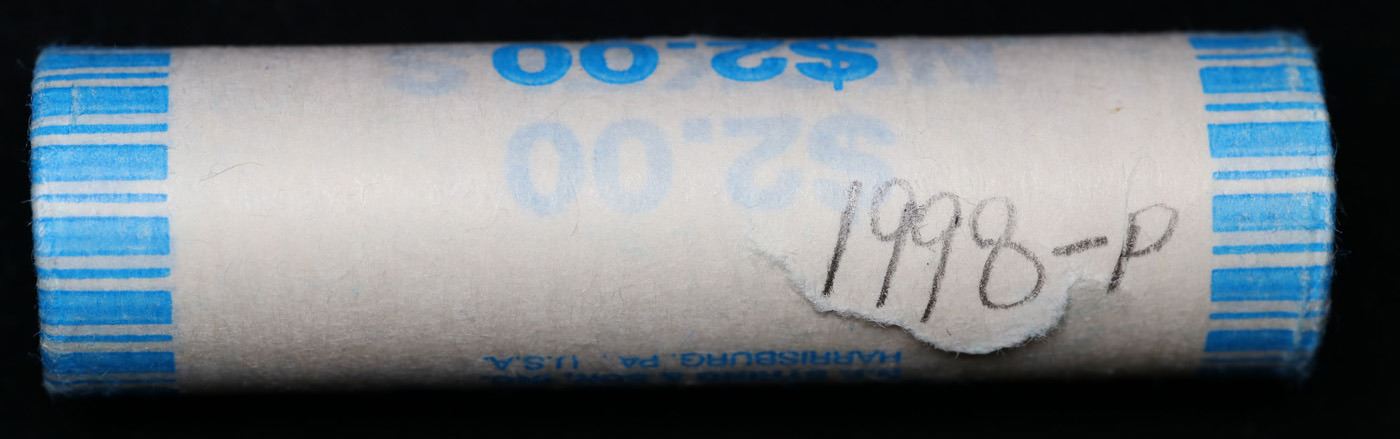 $2.00
$2.00
1998-P
HARRISBURG, PA., U.S.A.